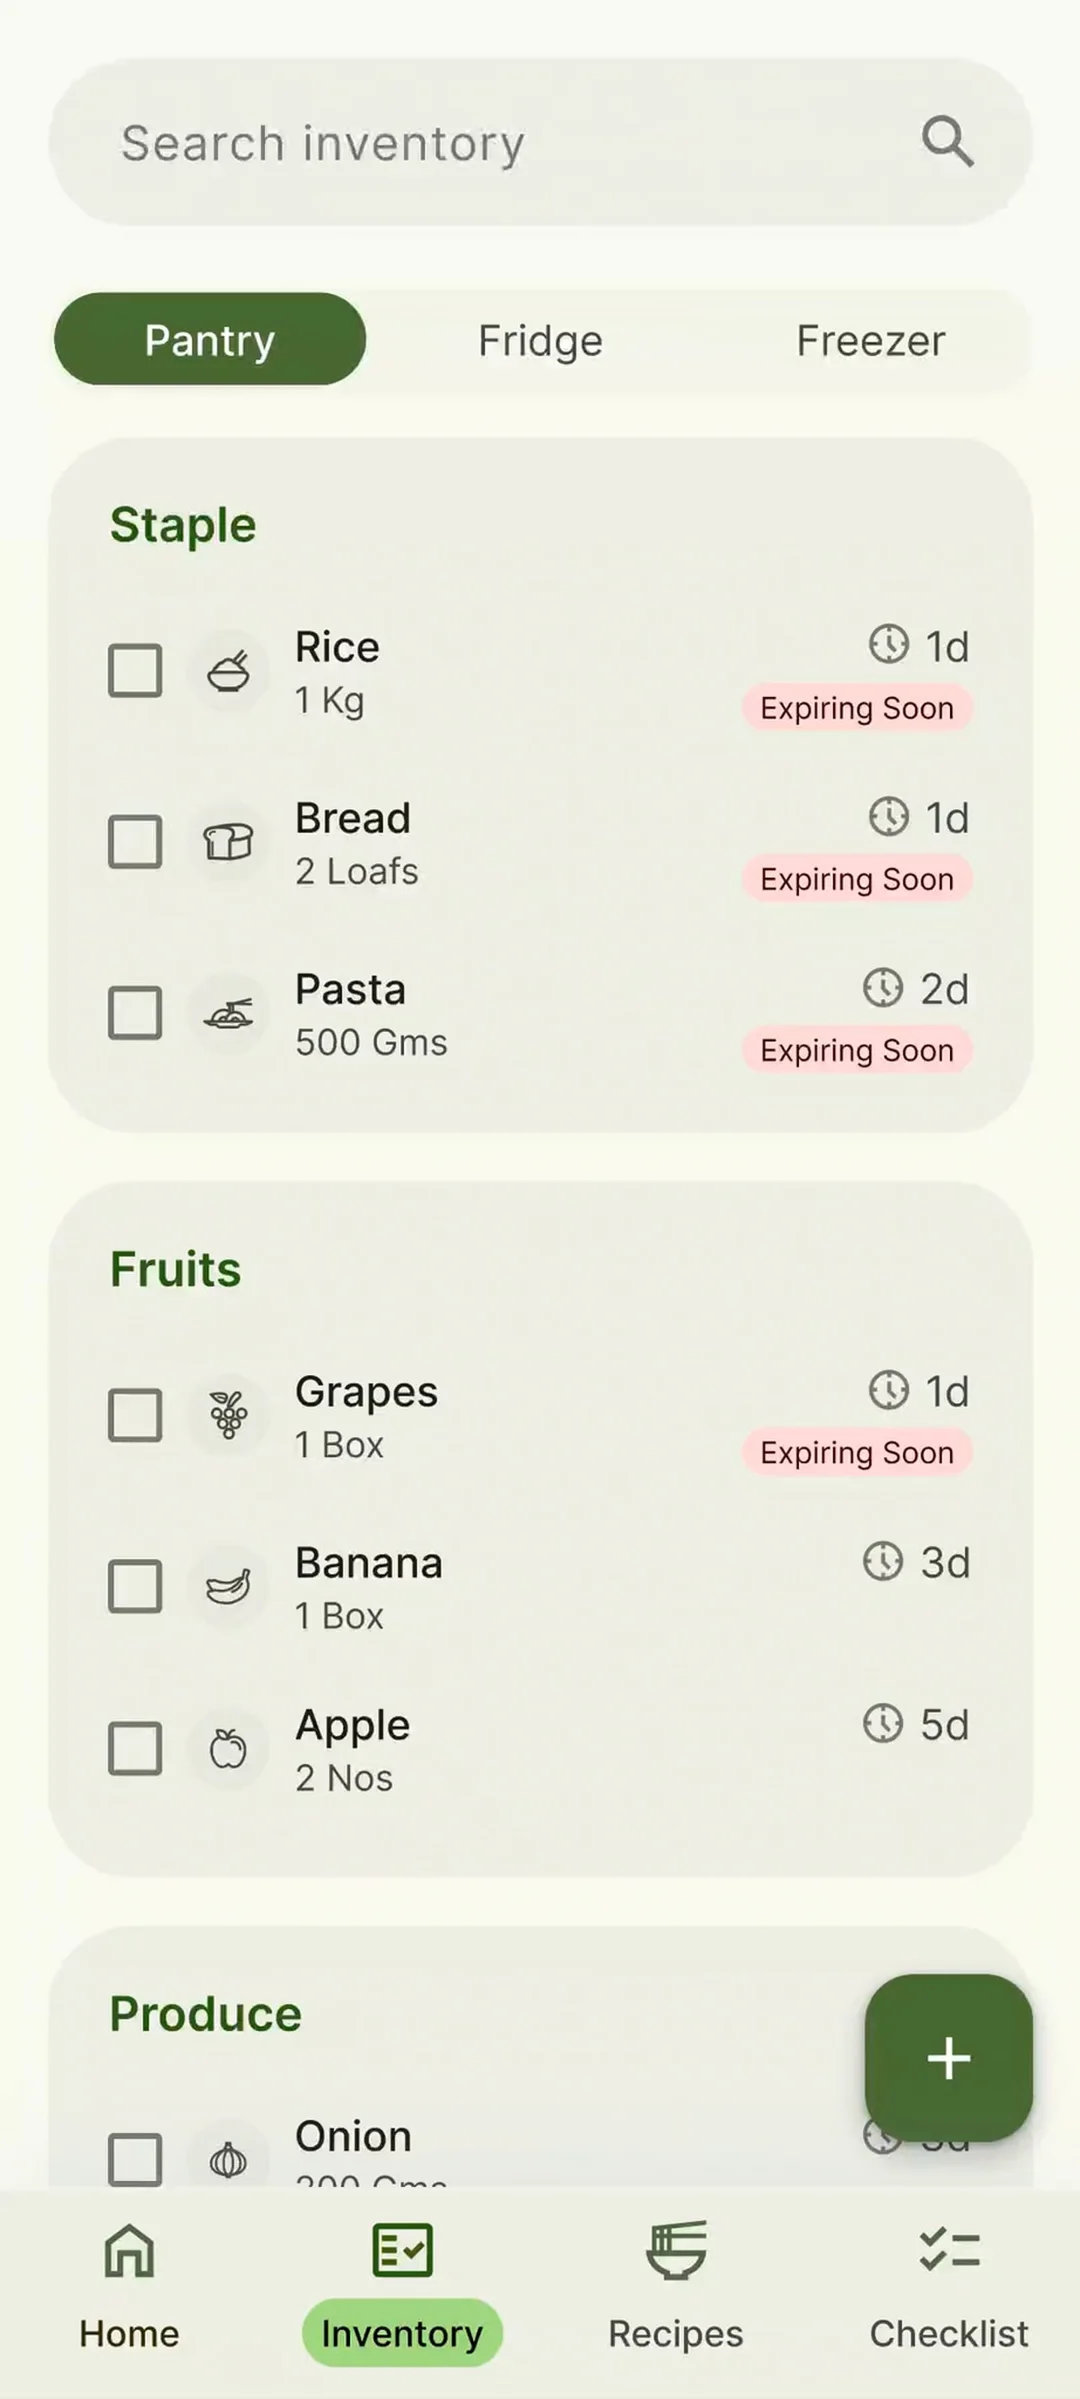 Search inventory
Pantry Fridge Freezer
Staple
Rice 1d
1 Kg Expiring Soon
Bread 1d
2 Loafs Expiring Soon
Pasta 2d
500 Gms Expiring Soon
Fruits
Grapes 1d
1 Box Expiring Soon
Banana 3d
1 Box
Apple 5d
2 Nos
Produce
Onion
Home Inventory Recipes Checklist